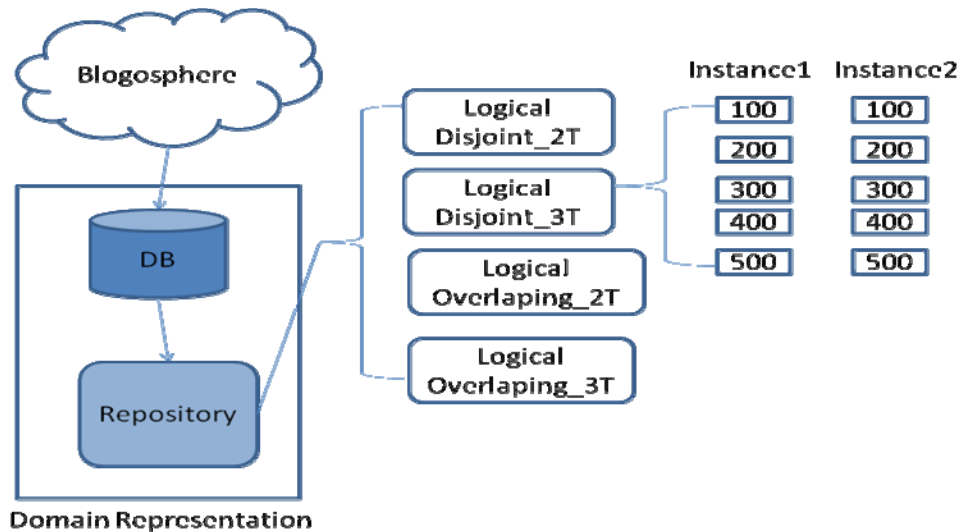 Blogosphere
DB
Repository
Domain Representation
Logical
Disjoint_2T
Logical
Disjoint_3T
Logical
Overlaping_2T
Logical
Overlaping_3T
Instance1 Instance2
100 100
200 200
300 300
400 400
500 500